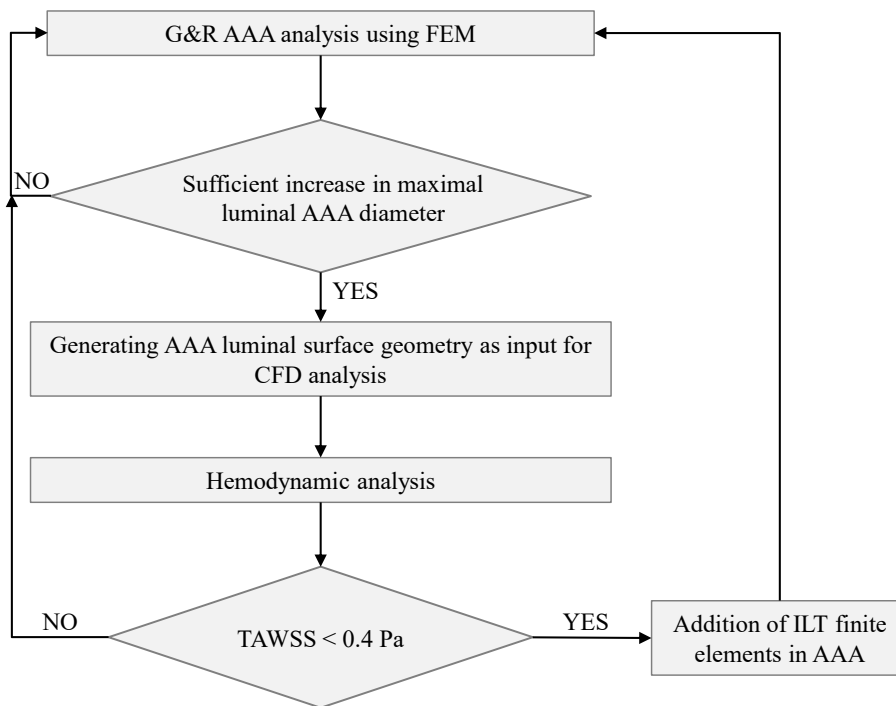 G&R AAA analysis using FEM
NO
Sufficient increase in maximal
luminal AAA diameter
YES
Generating AAA luminal surface geometry as input for
CFD analysis
Hemodynamic analysis
NO
TAWSS < 0.4 Pa
YES
Addition of ILT finite
elements in AAA